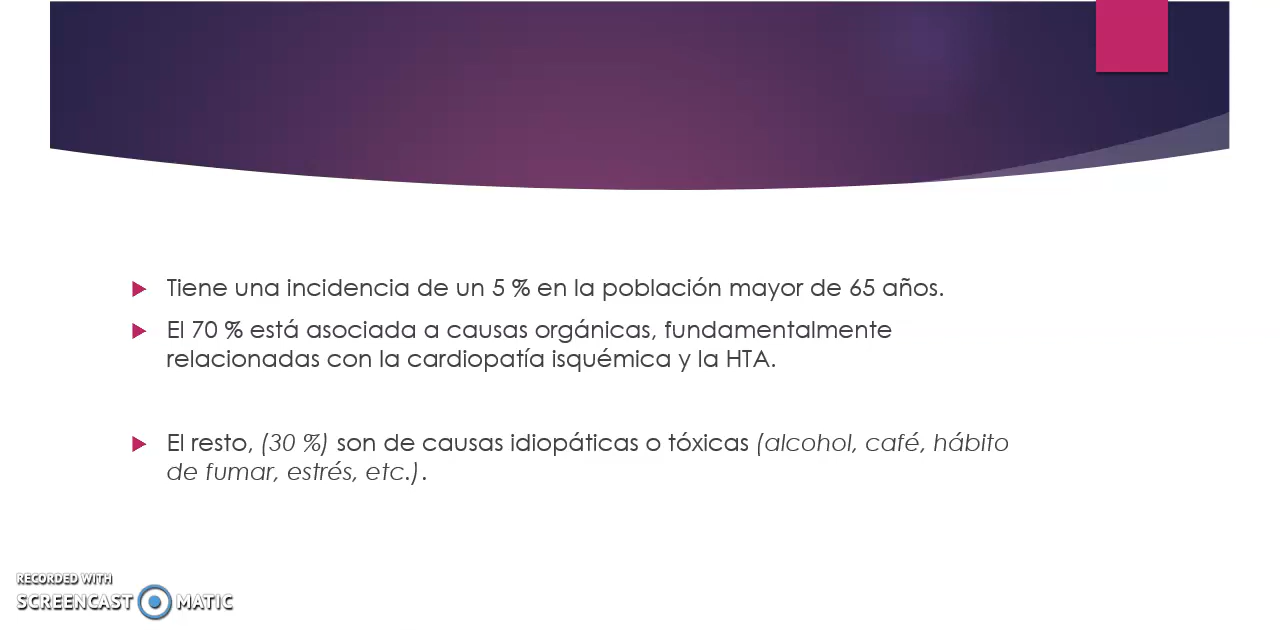 Tiene una incidencia de un 5 % en la población mayor de 65 años.
El 70 % está asociada a causas orgánicas, fundamentalmente
relacionadas con la cardiopatía isquémica y la HTA.
El resto, (30 %) son de causas idiopáticas o tóxicas (alcohol, café, hábito
de fumar, estrés, etc.).
RECORDED WITH
SCREENCAST MATIC